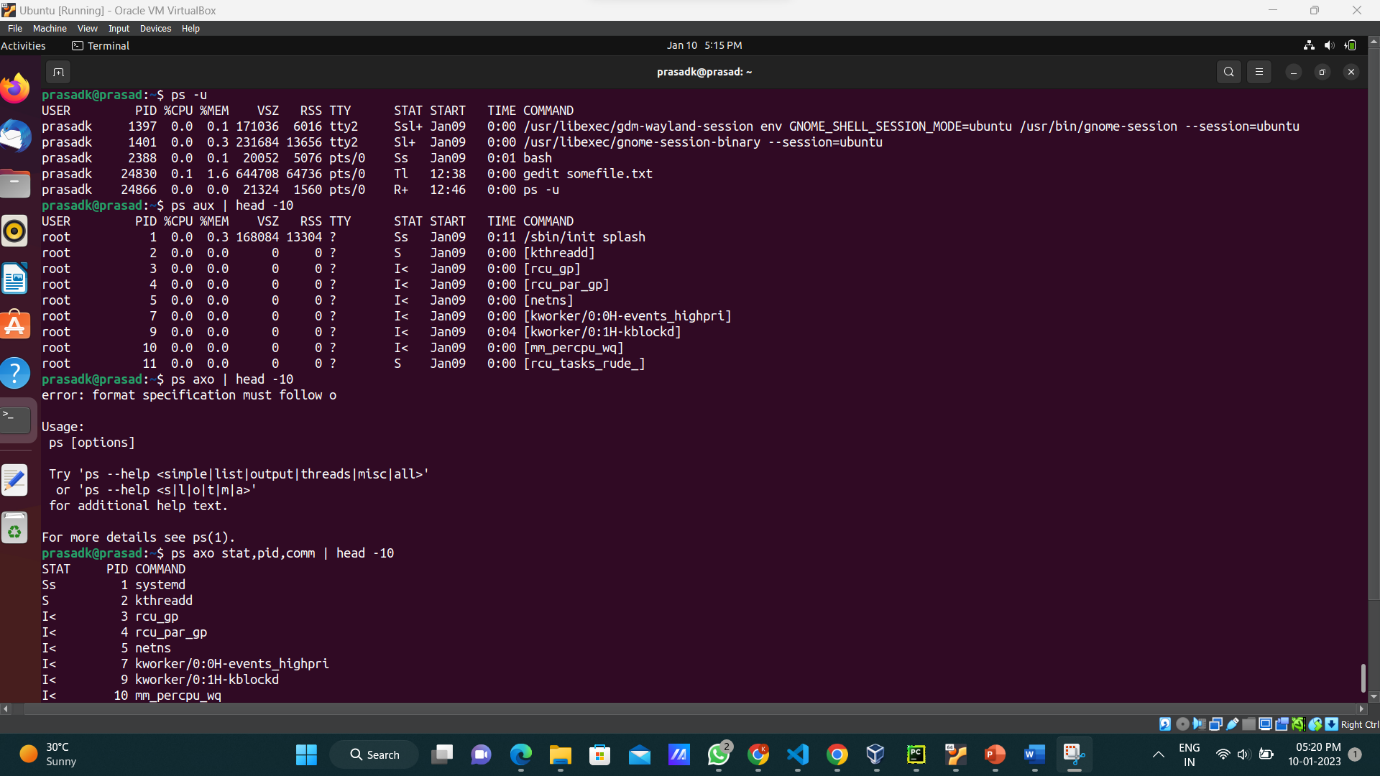 Ubuntu [Running] - Oracle VM VirtualBox
File Machine View Input Devices Help
Activities Terminal Jan 10 5:15 PM
prasadk@prasad: ~
prasadk@prasad:~$ ps -u
USER PID %CPU %MEM VSZ RSS TTY STAT START TIME COMMAND
prasadk 1397 0.0 0.1 171036 6016 tty2 Ssl+ Jan09 0:00 /usr/libexec/gdm-wayland-session env GNOME_SHELL_SESSION_MODE=ubuntu /usr/bin/gnome-session --session=ubuntu
prasadk 1401 0.0 0.3 231684 13656 tty2 Sl+ Jan09 0:00 /usr/libexec/gnome-session-binary --session=ubuntu
prasadk 2388 0.0 0.1 20052 5076 pts/0 Ss Jan09 0:01 bash
prasadk 24830 0.1 1.6 644708 64736 pts/0 Tl 12:38 0:00 gedit somefile.txt
prasadk 24866 0.0 0.0 21324 1560 pts/0 R+ 12:46 0:00 ps -u
prasadk@prasad:~$ ps aux | head -10
USER PID %CPU %MEM VSZ RSS TTY STAT START TIME COMMAND
root 1 0.0 0.3 168084 13304 ? Ss Jan09 0:11 /sbin/init splash
root 2 0.0 0.0 0 0 ? S Jan09 0:00 [kthreadd]
root 3 0.0 0.0 0 0 ? I< Jan09 0:00 [rcu_gp]
root 4 0.0 0.0 0 0 ? I< Jan09 0:00 [rcu_par_gp]
root 5 0.0 0.0 0 0 ? I< Jan09 0:00 [netns]
root 7 0.0 0.0 0 0 ? I< Jan09 0:00 [kworker/0:0H-events_highpri]
root 9 0.0 0.0 0 0 ? I< Jan09 0:04 [kworker/0:1H-kblockd]
root 10 0.0 0.0 0 0 ? I< Jan09 0:00 [mm_percpu_wq]
root 11 0.0 0.0 0 0 ? S Jan09 0:00 [rcu_tasks_rude_]
prasadk@prasad:~$ ps axo | head -10
error: format specification must follow o
Usage:
ps [options]
Try 'ps --help <simple|list|output|threads|misc|all>'
or 'ps --help <s|l|o|t|m|a>'
for additional help text.
For more details see ps(1).
prasadk@prasad:~$ ps axo stat,pid,comm | head -10
STAT PID COMMAND
Ss 1 systemd
S 2 kthreadd
I< 3 rcu_gp
I< 4 rcu_par_gp
I< 5 netns
I< 7 kworker/0:0H-events_highpri
I< 9 kworker/0:1H-kblockd
I< 10 mm_percpu_wq
Right Ctrl
30°C
Sunny
Search
2
ENG
IN
05:20 PM
10-01-2023
1